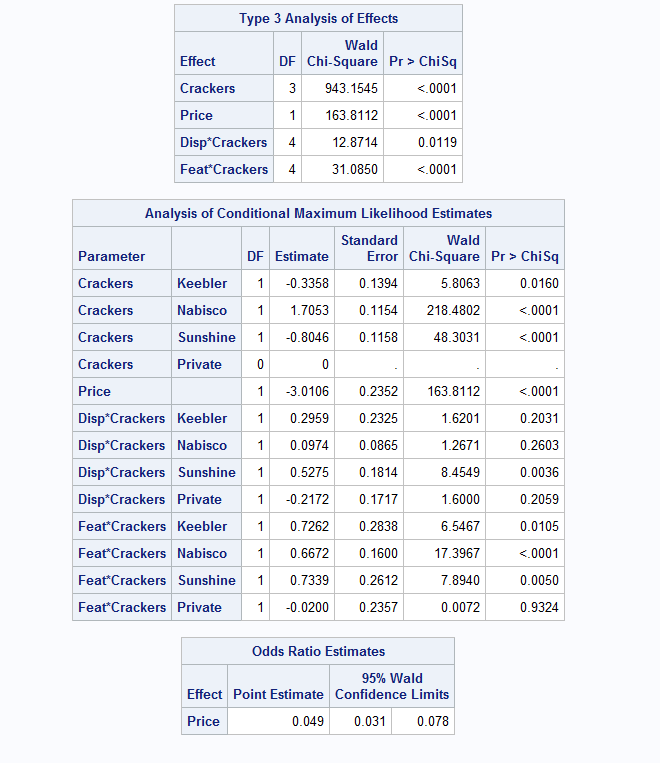 Type 3 Analysis of Effects
Wald
Effect DF Chi-Square Pr > ChiSq
Crackers 3 943.1545 <.0001
Price 1 163.8112 <.0001
Disp*Crackers 4 12.8714 0.0119
Feat*Crackers 4 31.0850 <.0001
Analysis of Conditional Maximum Likelihood Estimates
Standard Wald
Parameter DF Estimate Error Chi-Square Pr > ChiSq
Crackers Keebler 1 -0.3358 0.1394 5.8063 0.0160
Crackers Nabisco 1 1.7053 0.1154 218.4802 <.0001
Crackers Sunshine 1 -0.8046 0.1158 48.3031 <.0001
Crackers Private 0 0 . . .
Price 1 -3.0106 0.2352 163.8112 <.0001
Disp*Crackers Keebler 1 0.2959 0.2325 1.6201 0.2031
Disp*Crackers Nabisco 1 0.0974 0.0865 1.2671 0.2603
Disp*Crackers Sunshine 1 0.5275 0.1814 8.4549 0.0036
Disp*Crackers Private 1 -0.2172 0.1717 1.6000 0.2059
Feat*Crackers Keebler 1 0.7262 0.2838 6.5467 0.0105
Feat*Crackers Nabisco 1 0.6672 0.1600 17.3967 <.0001
Feat*Crackers Sunshine 1 0.7339 0.2612 7.8940 0.0050
Feat*Crackers Private 1 -0.0200 0.2357 0.0072 0.9324
Odds Ratio Estimates
95% Wald
Effect Point Estimate Confidence Limits
Price 0.049 0.031 0.078